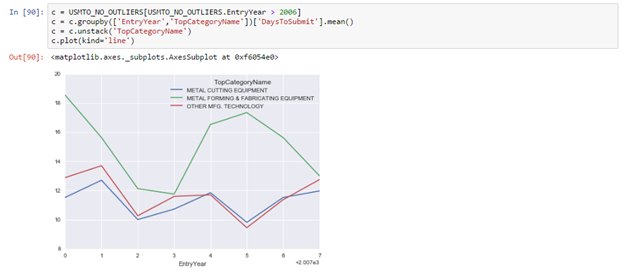 In [90]: c = USMTO_NO_OUTLIERS[USMTO_NO_OUTLIERS.EntryYear > 2006]
c = c.groupby(['EntryYear','TopCategoryName'])['DaysToSubmit'].mean()
c = c.unstack('TopCategoryName')
c.plot(kind='line')
Out[90]: <matplotlib.axes._subplots.AxesSubplot at 0xf6054e0>
TopCategoryName
METAL CUTTING EQUIPMENT
METAL FORMING & FABRICATING EQUIPMENT
OTHER MFG. TECHNOLOGY
20
18
16
14
12
10
8
0 1 2 3 4 5 6 7
+2.007e3
EntryYear